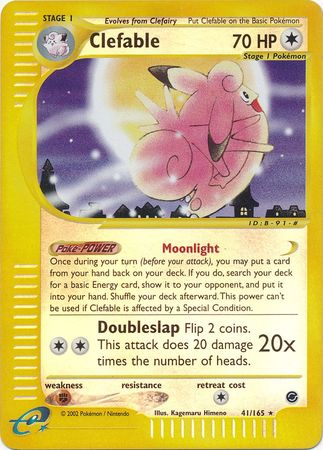 STAGE 1
Evolves from Clefairy
Put Clefable on the Basic Pokémon
Clefable
70 HP
Stage 1 Pokémon
ID:B-91-#
Poké-POWER
Moonlight
Once during your turn (before your attack), you may put a card
from your hand back on your deck. If you do, search your deck
for a basic Energy card, show it to your opponent, and put it
into your hand. Shuffle your deck afterward. This power can't
be used if Clefable is affected by a Special Condition.
Doubleslap Flip 2 coins.
This attack does 20 damage
times the number of heads.
20x
weakness
resistance
retreat cost
e
© 2002 Pokémon / Nintendo
Illus. Kagemaru Himeno
41/165 ★